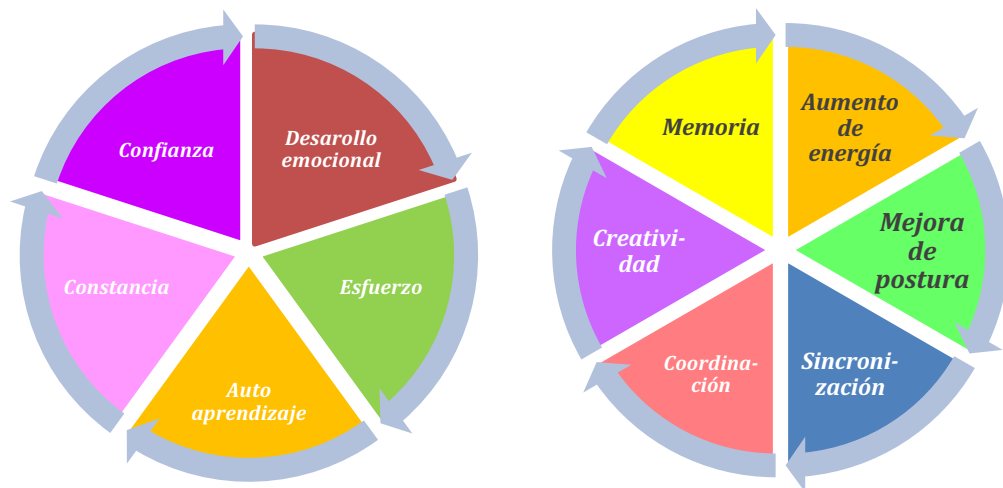 Confianza
Desarollo
emocional
Esfuerzo
Auto
aprendizaje
Constancia
Memoria
Aumento
de
energía
Mejora
de
postura
Sincroni-
zación
Coordina-
ción
Creativi-
dad